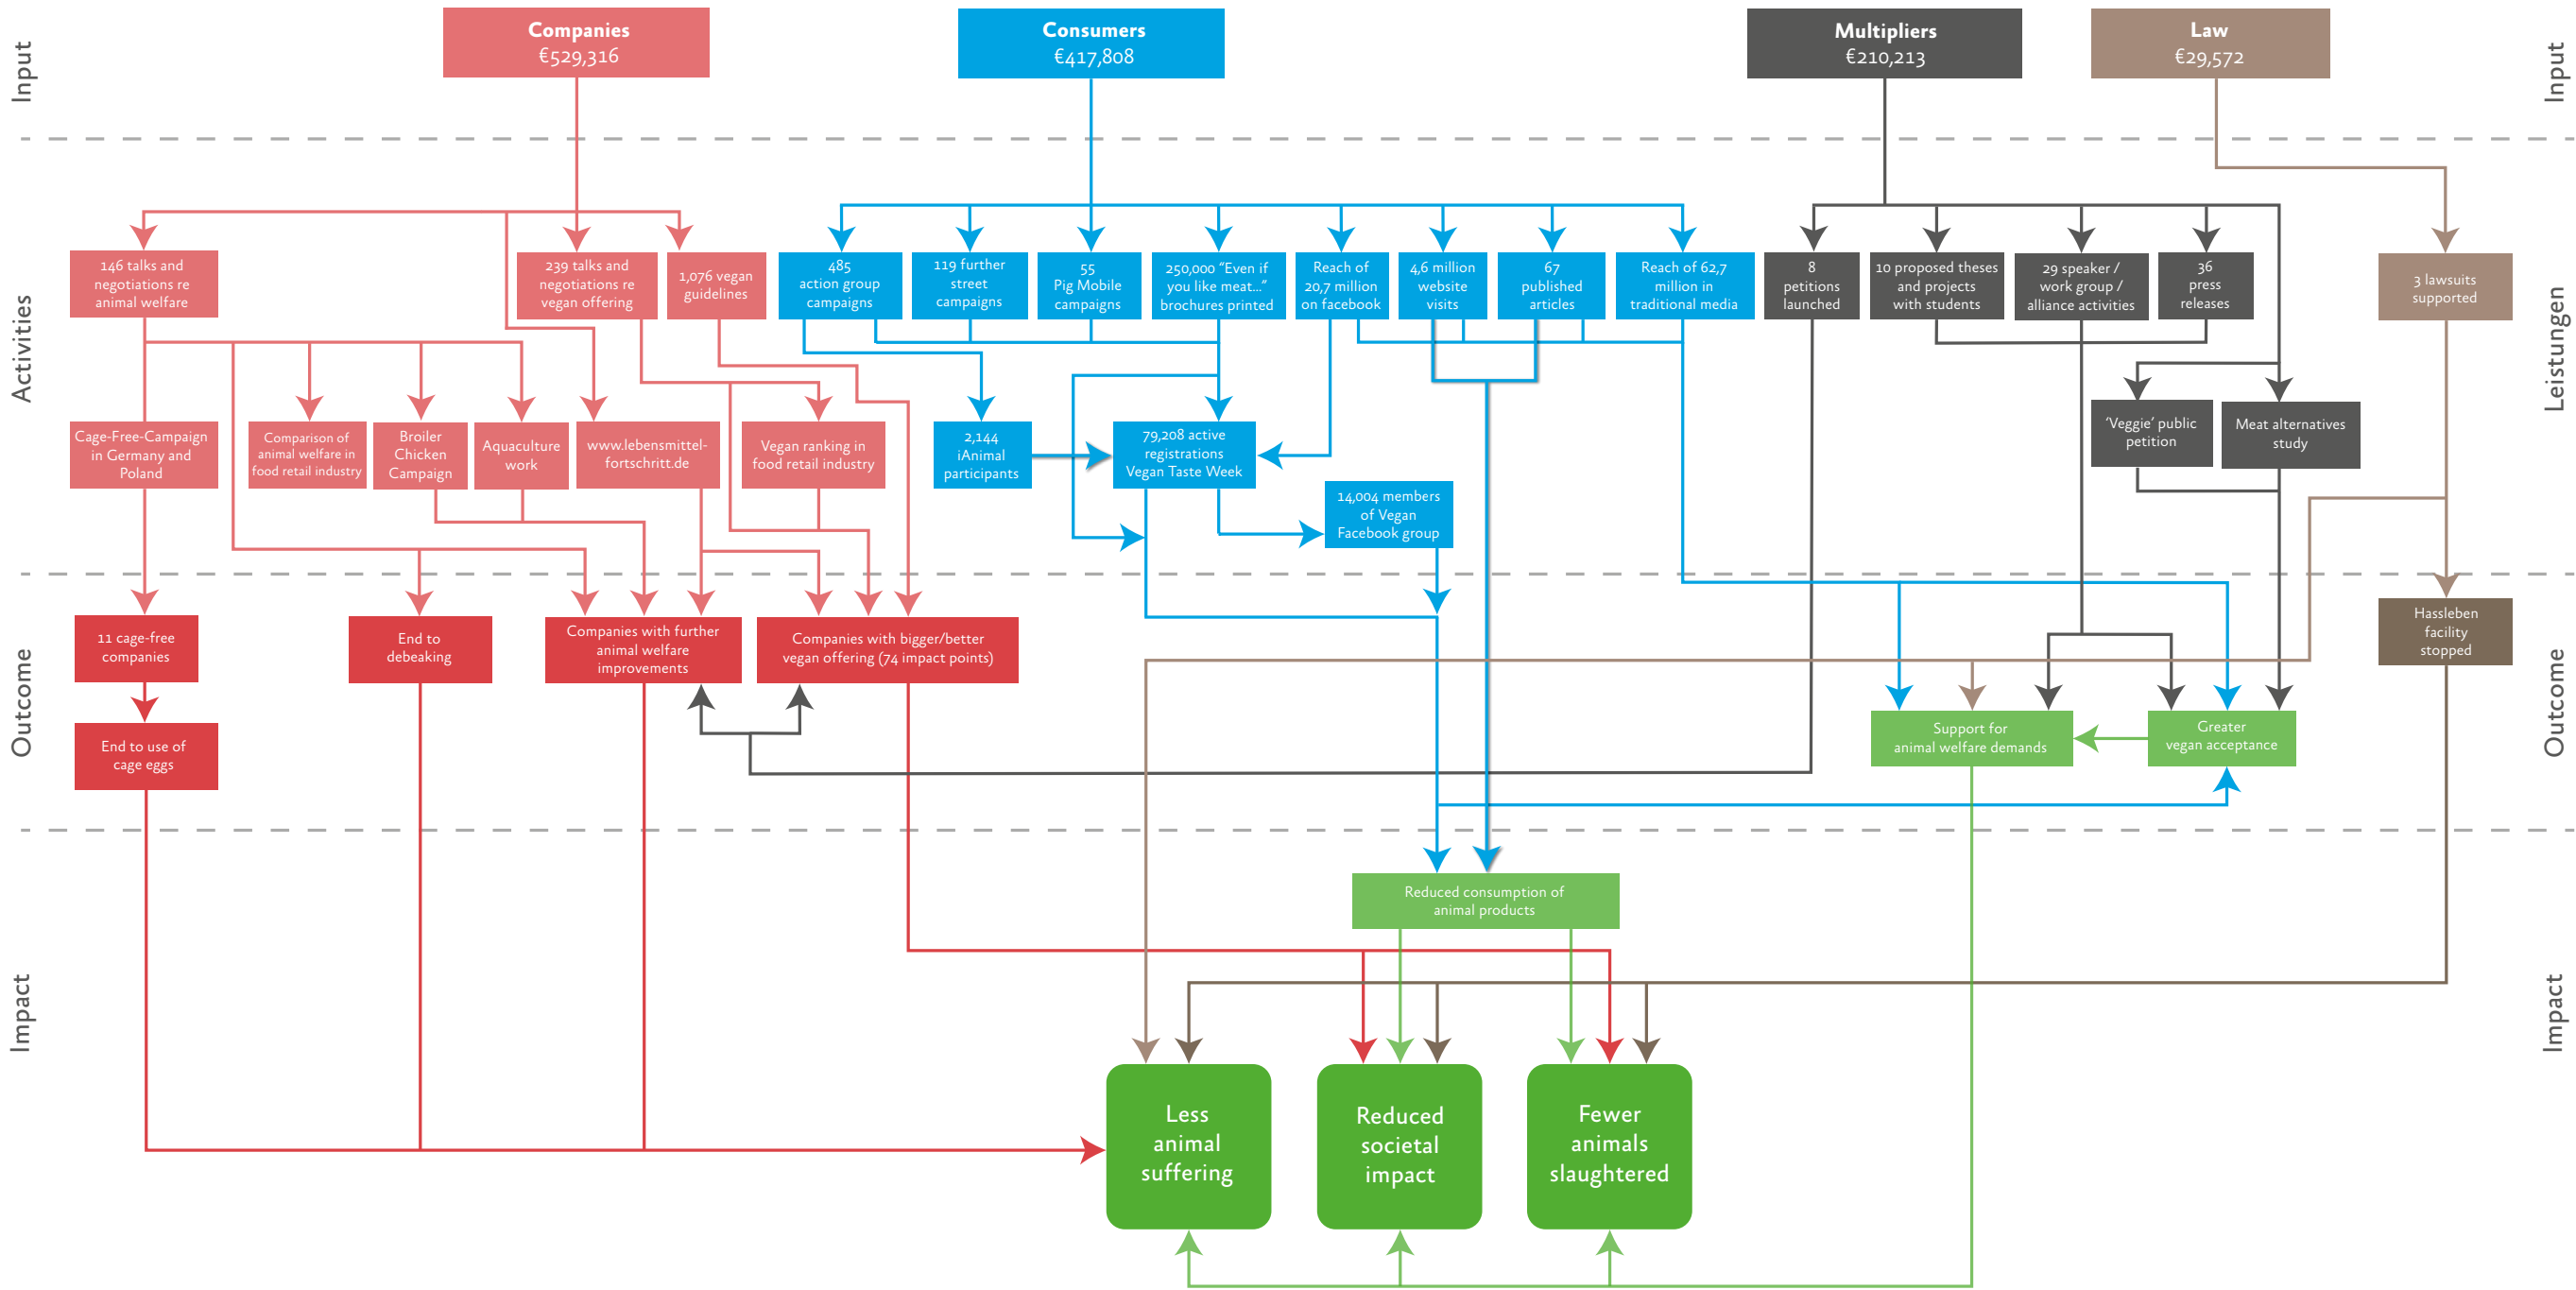 Input
Companies
€529,316
Consumers
€417,808
Multipliers
€210,213
Law
€29,572
Input
Activities
146 talks and
negotiations re
animal welfare
239 talks and
negotiations re
vegan offering
1,076 vegan
guidelines
485
action group
campaigns
119 further
street
campaigns
55
Pig Mobile
campaigns
250,000 “Even if
you like meat...”
brochures printed
Reach of
20,7 million
on facebook
4,6 million
website
visits
67
published
articles
Reach of 62,7
million in
traditional media
8
petitions
launched
10 proposed theses
and projects
with students
29 speaker /
work group /
alliance activities
36
press
releases
3 lawsuits
supported
Leistungen
Cage-Free-Campaign
in Germany and
Poland
Comparison of
animal welfare in
food retail industry
Broiler
Chicken
Campaign
Aquaculture
work
www.lebensmittel-
fortschritt.de
Vegan ranking in
food retail industry
2,144
iAnimal
participants
79,208 active
registrations
Vegan Taste Week
14,004 members
of Vegan
Facebook group
‘Veggie’ public
petition
Meat alternatives
study
Outcome
11 cage-free
companies
End to
debeaking
Companies with further
animal welfare
improvements
Companies with bigger/better
vegan offering (74 impact points)
Hassleben
facility
stopped
End to use of
cage eggs
Support for
animal welfare demands
Greater
vegan acceptance
Outcome
Impact
Reduced consumption of
animal products
Less
animal
suffering
Reduced
societal
impact
Fewer
animals
slaughtered
Impact